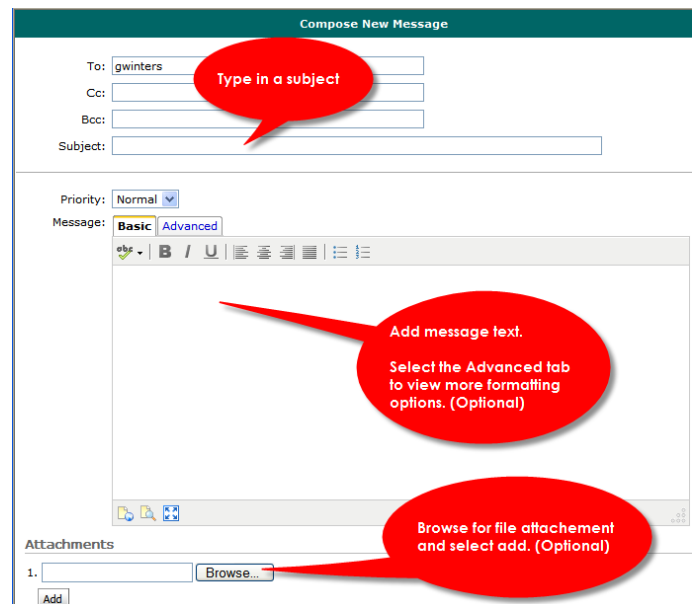 Compose New Message
To: gwinters
Type in a subject
Cc:
Bcc:
Subject:
Priority: Normal
Message: Basic Advanced
abc B I U
Add message text.
Select the Advanced tab
to view more formatting
options. (Optional)
Browse for file attachement
and select add. (Optional)
Attachments
1. Browse...
Add